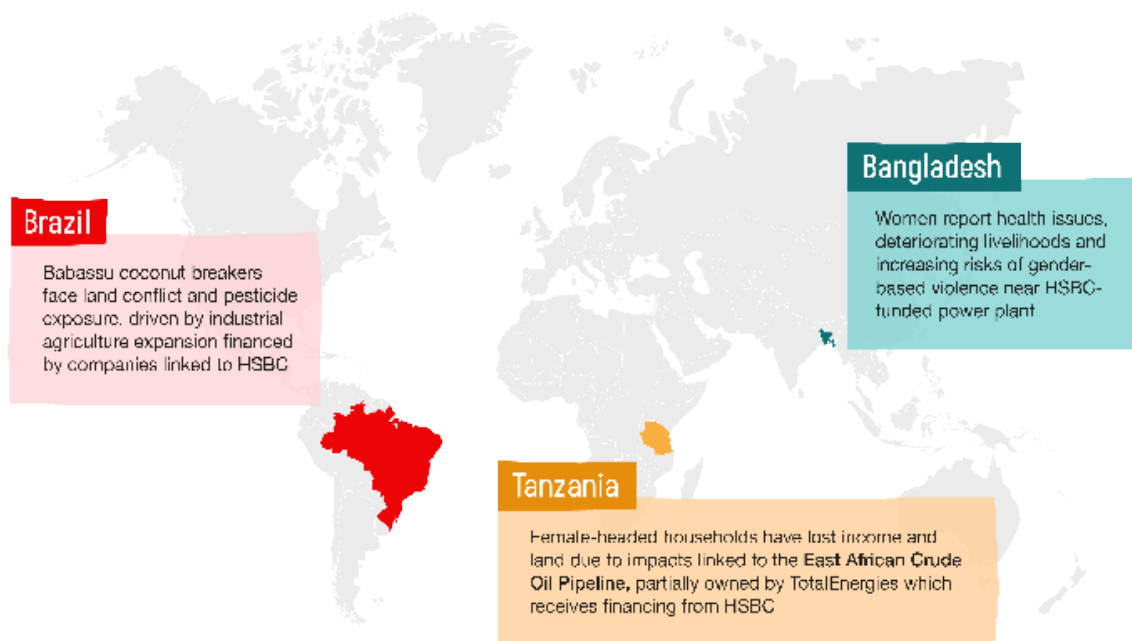 Brazil
Babassu coconut breakers
face land conflict and pesticide
exposure, driven by industrial
agriculture expansion financed
by companies linked to HSBC
Bangladesh
Women report health issues,
deteriorating livelihoods and
increasing risks of gender-
based violence near HSBC-
funded power plant
Tanzania
Female-headed households have lost income and
land due to impacts linked to the East African Crude
Oil Pipeline, partially owned by TotalEnergies which
receives financing from HSBC